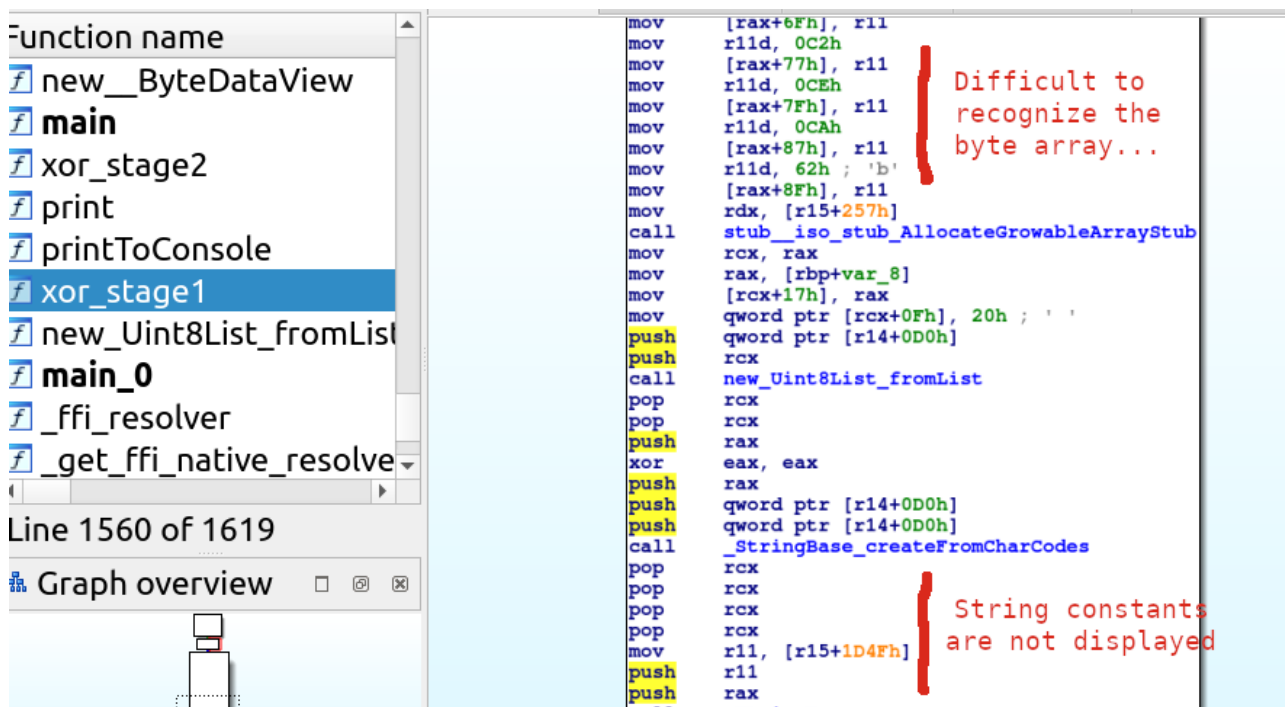 Function name
f new__ByteDataView
f main
f xor_stage2
f print
f printToConsole
f xor_stage1
f new_Uint8List_fromList
f main_0
f _ffi_resolver
f _get_ffi_native_resolve
Line 1560 of 1619
Graph overview
mov [rax+6Fh], r11
mov r11d, 0C2h
mov [rax+77h], r11
mov r11d, 0CEh
mov [rax+7Fh], r11
mov r11d, 0CAh
mov [rax+87h], r11
mov r11d, 62h ; 'b'
mov [rax+8Fh], r11
mov rdx, [r15+257h]
call stub__iso_stub_AllocateGrowableArrayStub
mov rcx, rax
mov rax, [rbp+var_8]
mov [rcx+17h], rax
mov qword ptr [rcx+0Fh], 20h ; ' '
push qword ptr [r14+0D0h]
push rcx
call new_Uint8List_fromList
pop rcx
pop rcx
push rax
xor eax, eax
push rax
push qword ptr [r14+0D0h]
push qword ptr [r14+0D0h]
call _StringBase_createFromCharCodes
pop rcx
pop rcx
pop rcx
pop rcx
mov r11, [r15+1D4Fh]
push r11
push rax
Difficult to
recognize the
byte array...
String constants
are not displayed